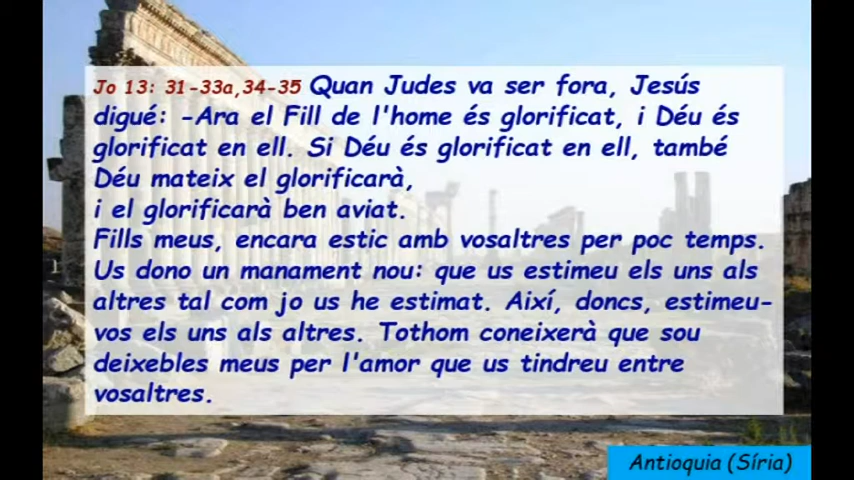 Jo 13: 31-33a,34-35 Quan Judes va ser fora, Jesús
digué: -Ara el Fill de l'home és glorificat, i Déu és
glorificat en ell. Si Déu és glorificat en ell, també
Déu mateix el glorificarà,
i el glorificarà ben aviat.
Fills meus, encara estic amb vosaltres per poc temps.
Us dono un manament nou: que us estimeu els uns als
altres tal com jo us he estimat. Així, doncs, estimeu-
vos els uns als altres. Tothom coneixerà que sou
deixebles meus per l'amor que us tindreu entre
vosaltres.
Antioquia (Síria)